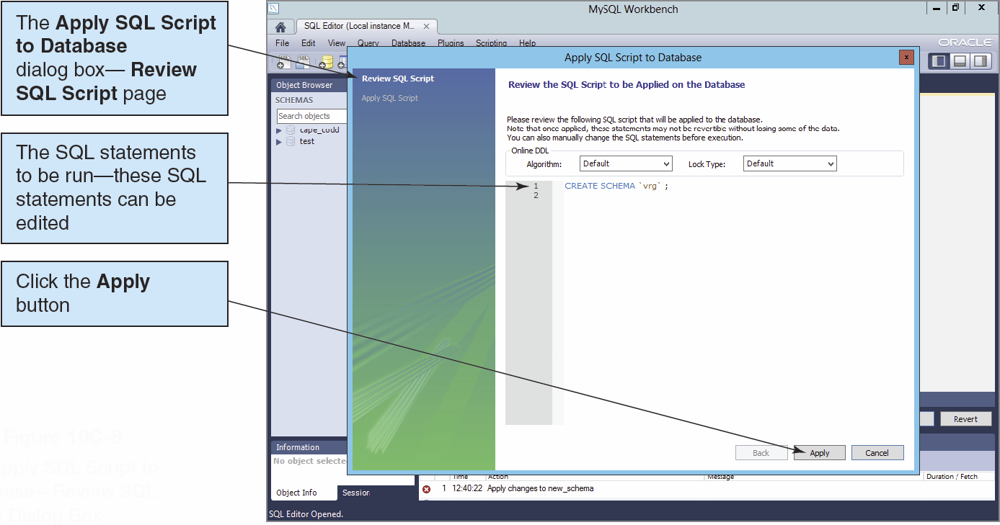 The Apply SQL Script
to Database
dialog box— Review
SQL Script page
The SQL statements
to be run—these SQL
statements can be
edited
Click the Apply
button
MySQL Workbench
SQL Editor (Local instance M...
File Edit View Query Database Plugins Scripting Help
ORACLE
SQL SQL
Object Browser
SCHEMAS
Search objects
cape_codd
test
Apply SQL Script to Database
Review SQL Script
Apply SQL Script
Review the SQL Script to be Applied on the Database
Please review the following SQL script that will be applied to the database.
Note that once applied, these statements may not be revertible without losing some of the data.
You can also manually change the SQL statements before execution.
Online DDL
Algorithm: Default Lock Type: Default
1 CREATE SCHEMA `vrg` ;
2
Back Apply Cancel
Revert
Information
No object selecte
Object Info Session
Time Action Message Duration / Fetch
1 12:40:22 Apply changes to new_schema
SQL Editor Opened.
Figure 10C-8
pply SQL Script to
base—Review SQL
Dialog Box